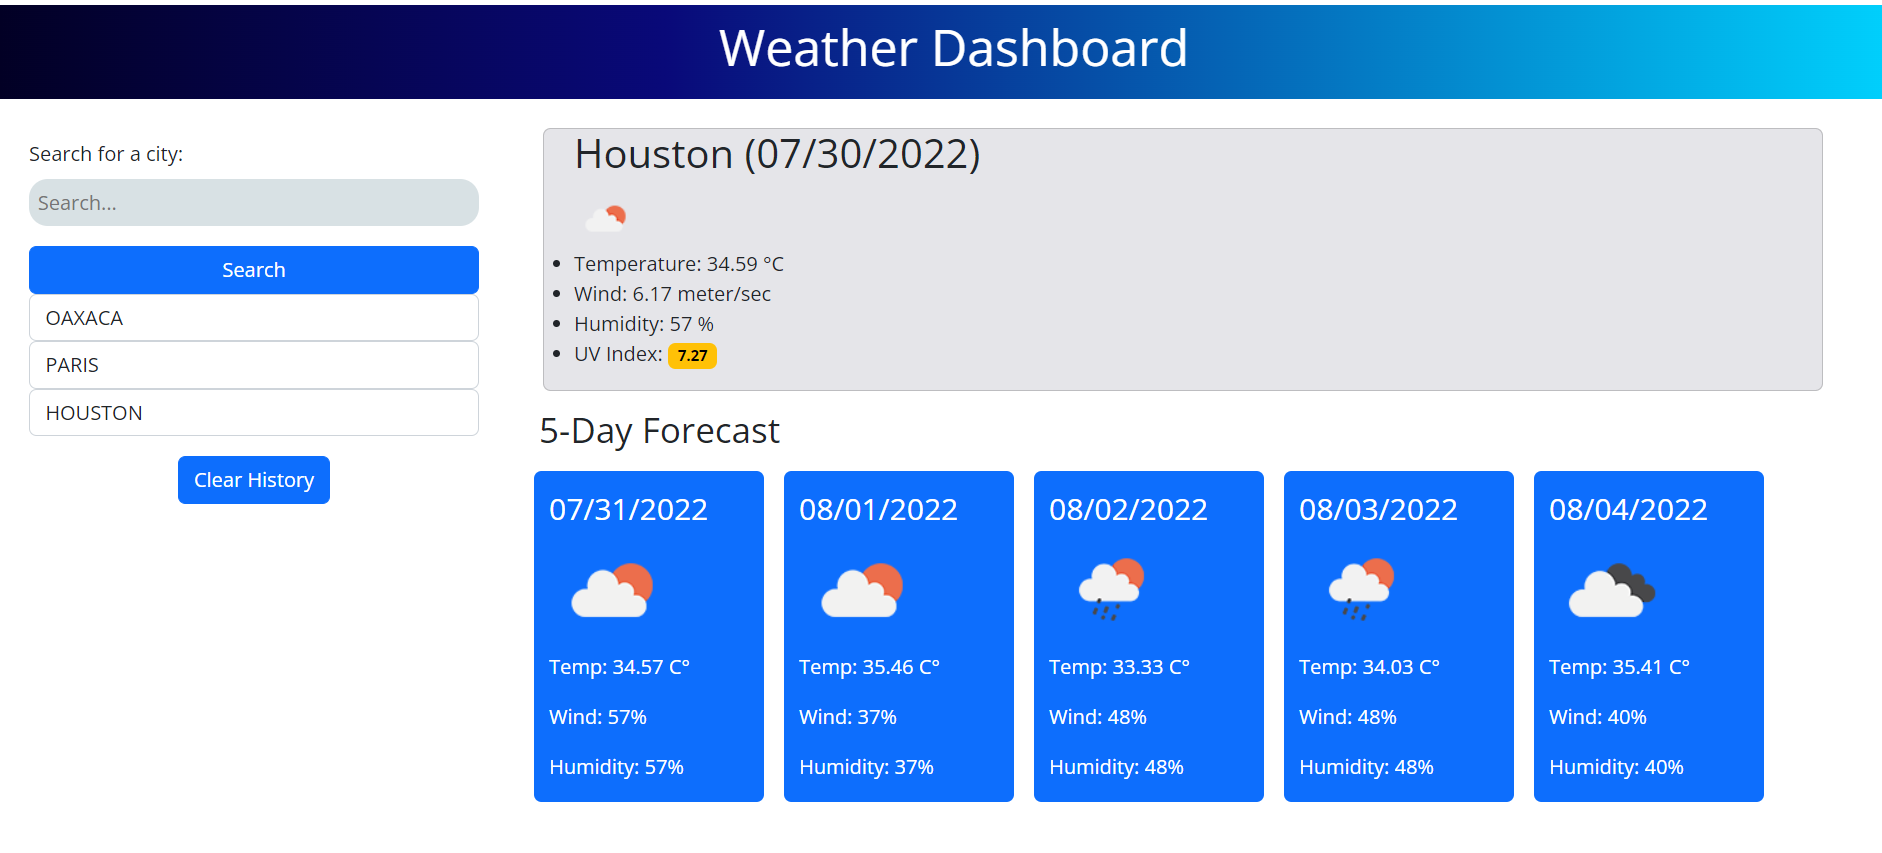 Weather Dashboard
Search for a city:
Search...
Search
OAXACA
PARIS
HOUSTON
Clear History
Houston (07/30/2022)
Temperature: 34.59 °C
Wind: 6.17 meter/sec
Humidity: 57 %
UV Index: 7.27
5-Day Forecast
07/31/2022
Temp: 34.57 C°
Wind: 57%
Humidity: 57%
08/01/2022
Temp: 35.46 C°
Wind: 37%
Humidity: 37%
08/02/2022
Temp: 33.33 C°
Wind: 48%
Humidity: 48%
08/03/2022
Temp: 34.03 C°
Wind: 48%
Humidity: 48%
08/04/2022
Temp: 35.41 C°
Wind: 40%
Humidity: 40%